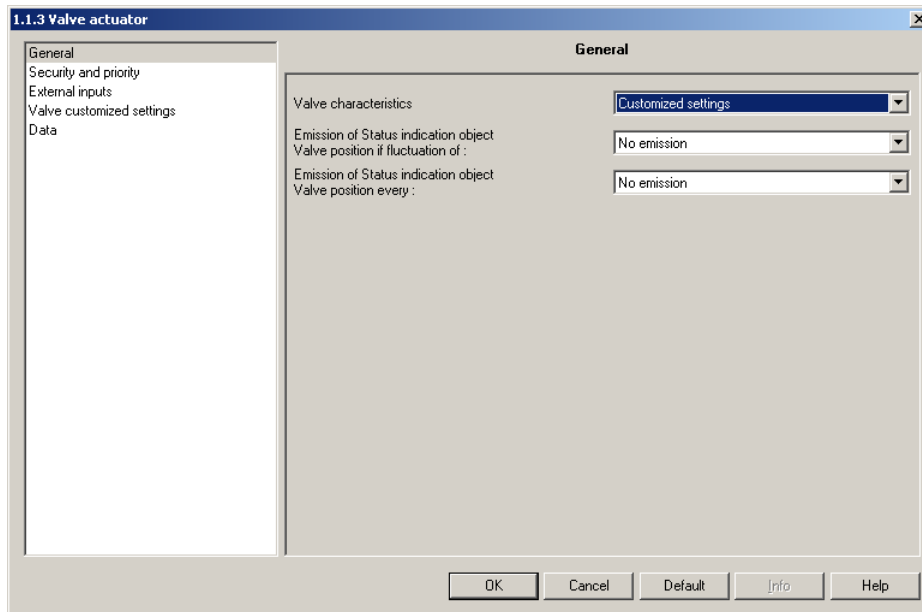 1.1.3 Valve actuator
General
Security and priority
External inputs
Valve customized settings
Data
General
Valve characteristics
Customized settings
Emission of Status indication object
Valve position if fluctuation of :
No emission
Emission of Status indication object
Valve position every :
No emission
OK
Cancel
Default
Info
Help